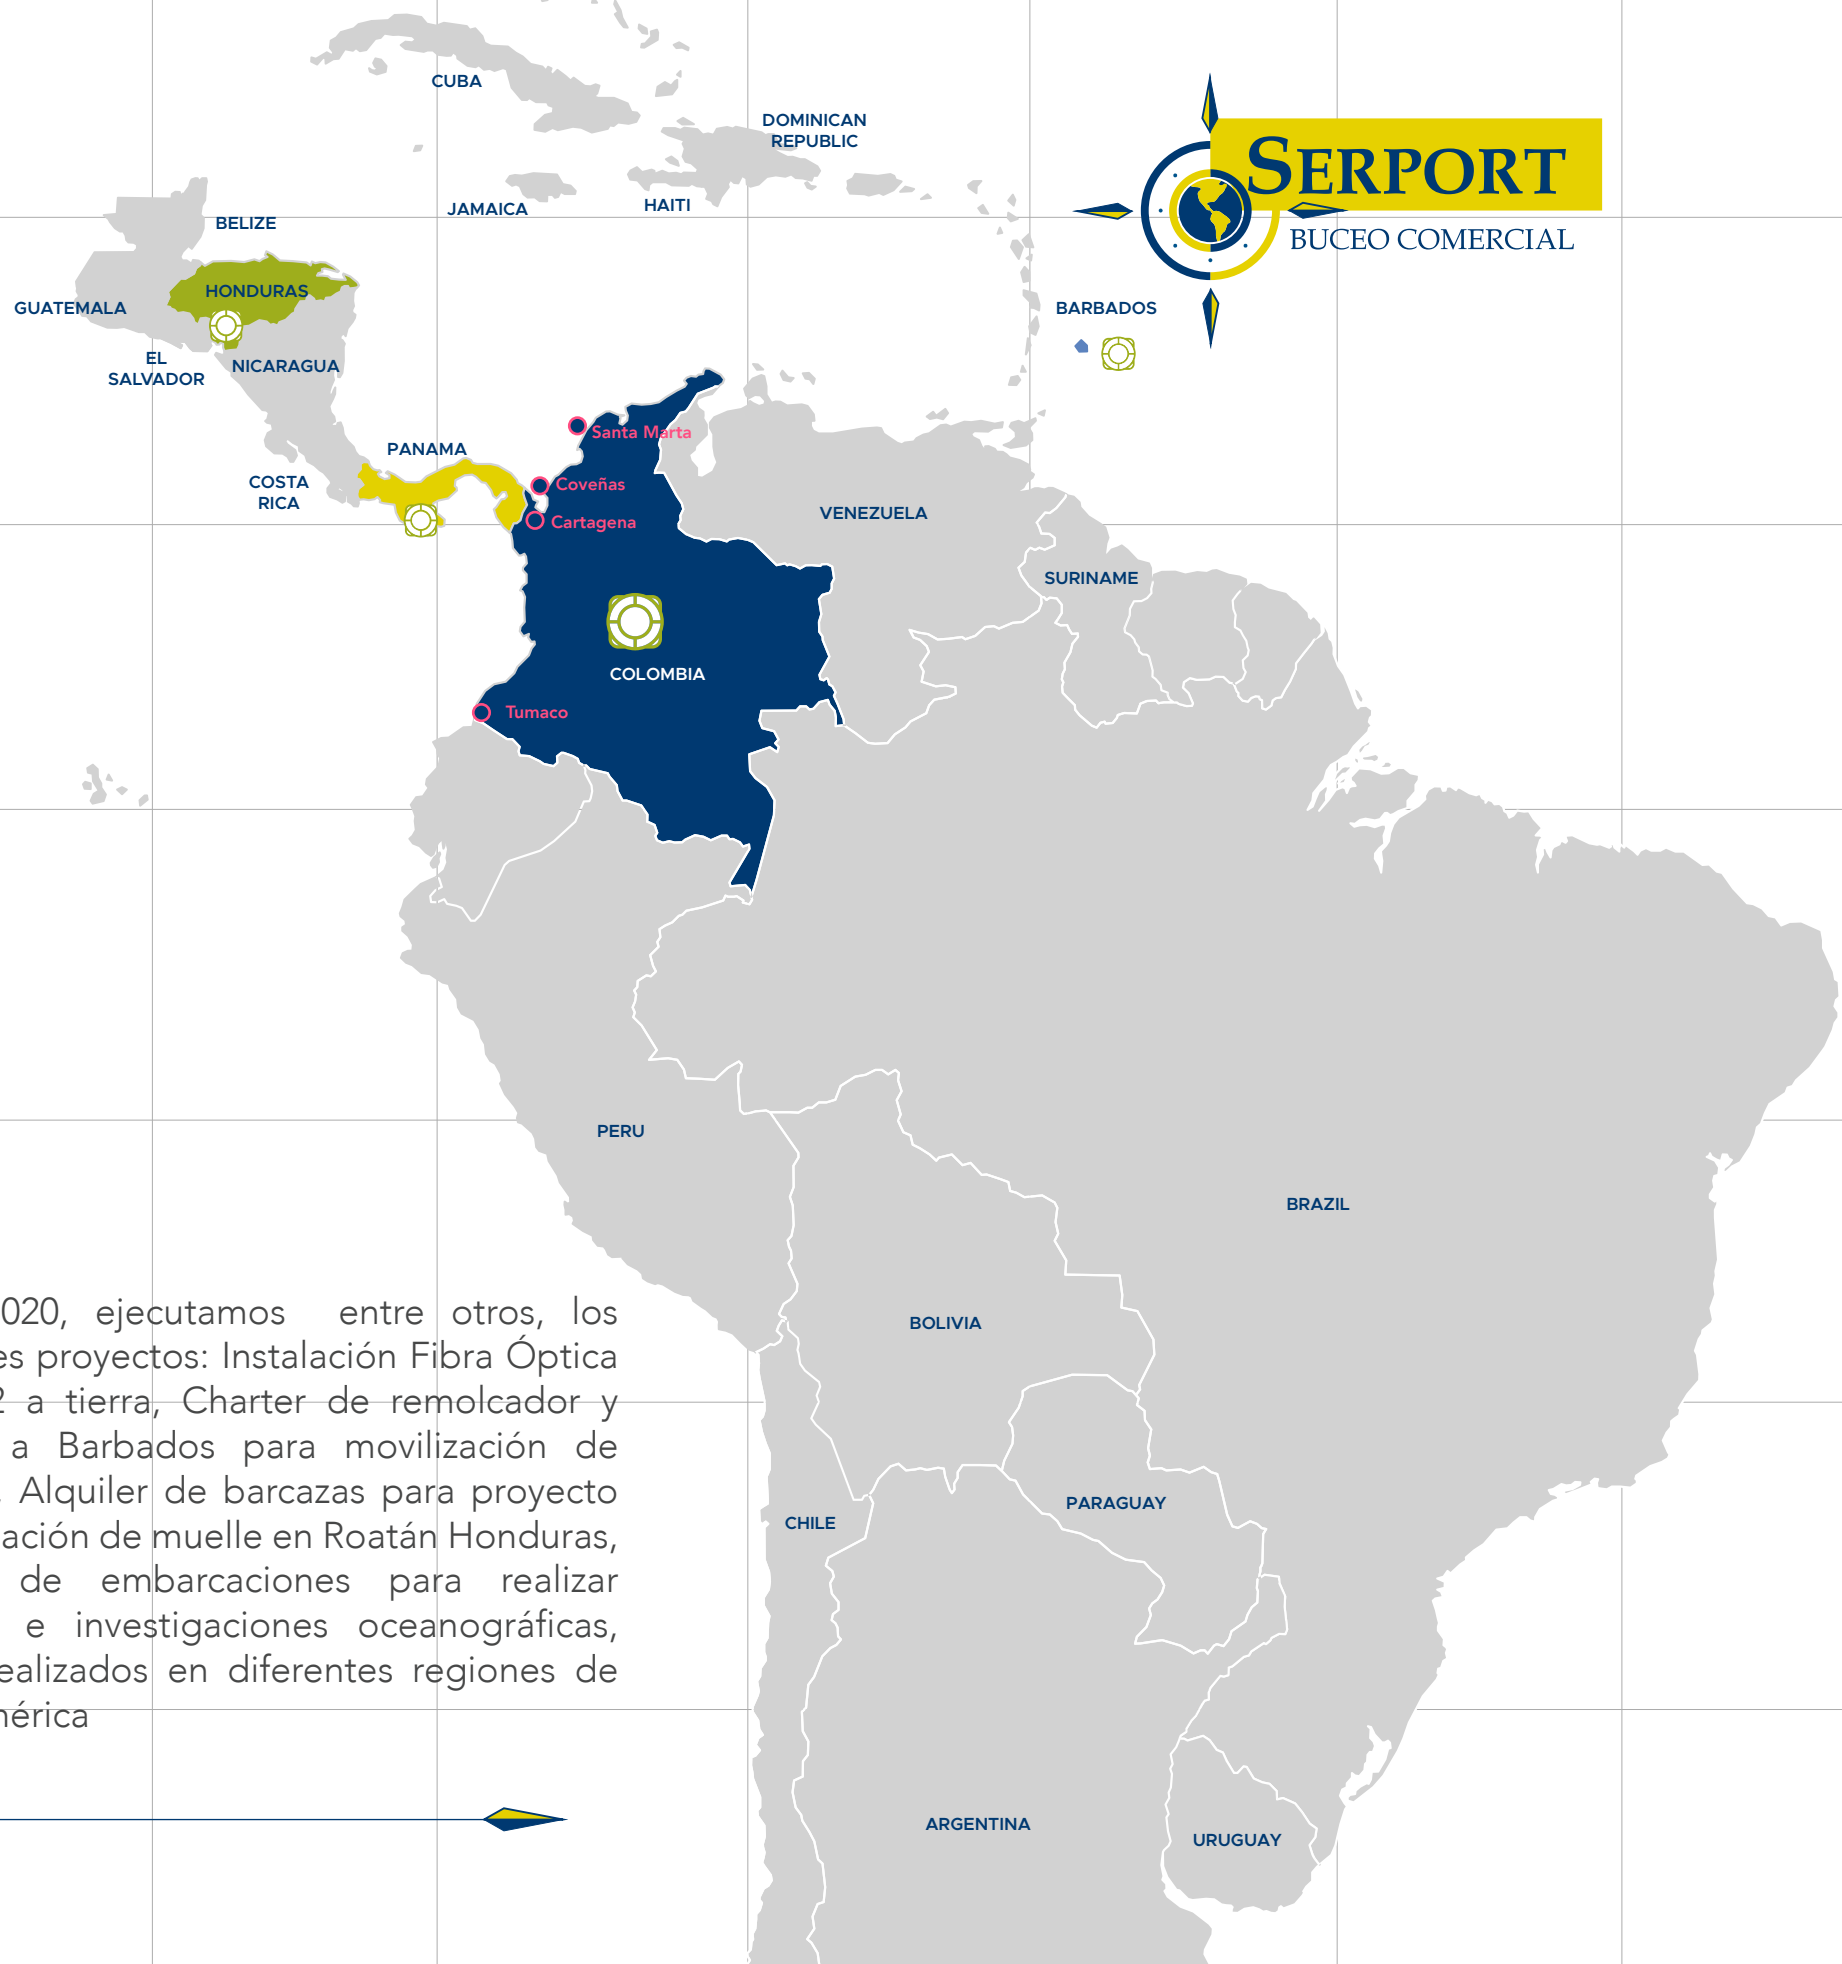 CUBA
DOMINICAN
REPUBLIC
SERPORT
BUCEO COMERCIAL
JAMAICA
HAITI
BELIZE
HONDURAS
GUATEMALA
BARBADOS
EL
SALVADOR
NICARAGUA
Santa Marta
PANAMA
COSTA
RICA
Coveñas
Cartagena
VENEZUELA
SURINAME
COLOMBIA
Tumaco
PERU
BRAZIL
BOLIVIA
PARAGUAY
CHILE
ARGENTINA
URUGUAY
020, ejecutamos entre otros, los
es proyectos: Instalación Fibra Óptica
2 a tierra, Charter de remolcador y
a Barbados para movilización de
. Alquiler de barcazas para proyecto
ación de muelle en Roatán Honduras,
de embarcaciones para realizar
e investigaciones oceanográficas,
ealizados en diferentes regiones de
nérica